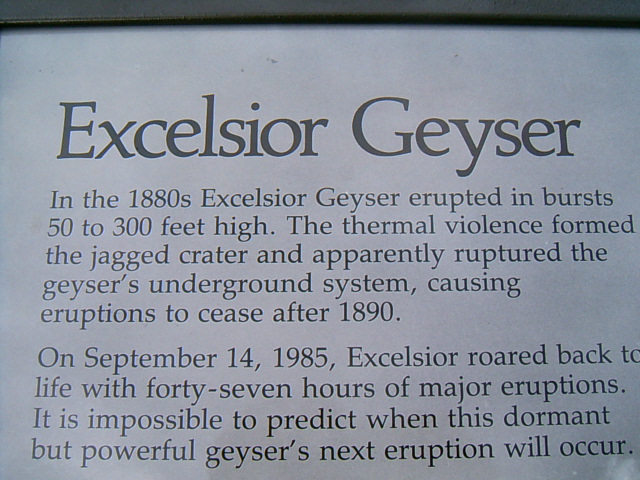 Excelsior Geyser
In the 1880s Excelsior Geyser erupted in bursts
50 to 300 feet high. The thermal violence formed
the jagged crater and apparently ruptured the
geyser's underground system, causing
eruptions to cease after 1890.
On September 14, 1985, Excelsior roared back to
life with forty-seven hours of major eruptions.
It is impossible to predict when this dormant
but powerful geyser's next eruption will occur.